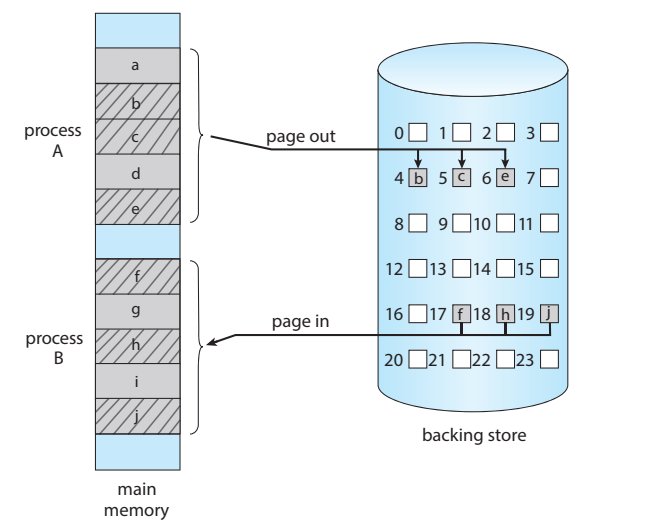 a
b
c
d
e
process
A
page out
0 1 2 3
4 b 5 c 6 e 7
8 9 10 11
12 13 14 15
16 17 f 18 h 19 j
20 21 22 23
f
g
h
i
j
process
B
page in
backing store
main
memory